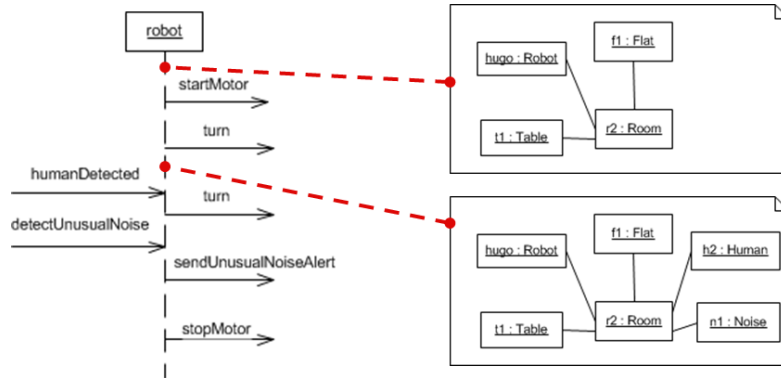 robot
startMotor
turn
humanDetected
turn
detectUnusualNoise
sendUnusualNoiseAlert
stopMotor
f1 : Flat
hugo : Robot
t1 : Table
r2 : Room
f1 : Flat
hugo : Robot
h2 : Human
t1 : Table
r2 : Room
n1 : Noise